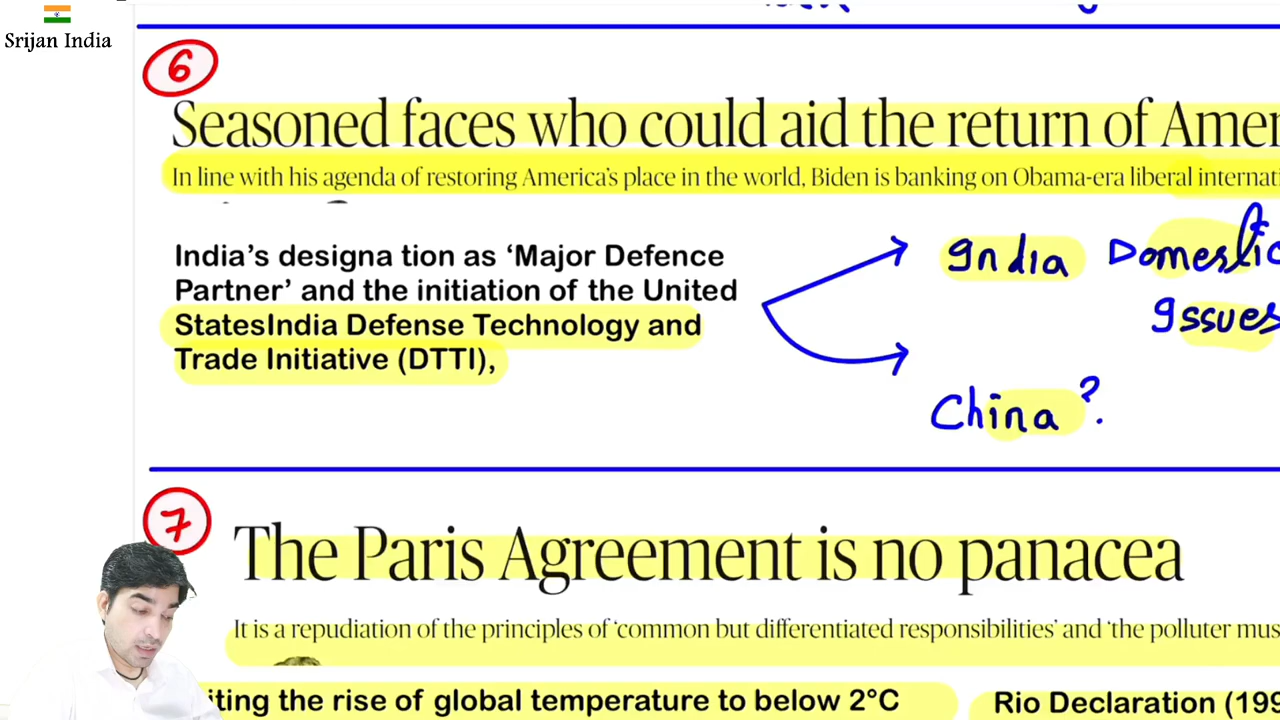 Srijan India
6
Seasoned faces who could aid the return of Amer
In line with his agenda of restoring America's place in the world, Biden is banking on Obama-era liberal internati
India's designa tion as 'Major Defence
Partner' and the initiation of the United
StatesIndia Defense Technology and
Trade Initiative (DTTI),
India Domestic
Issues
China?
7
The Paris Agreement is no panacea
It is a repudiation of the principles of 'common but differentiated responsibilities' and 'the polluter mus
iting the rise of global temperature to below 2°C
Rio Declaration (199